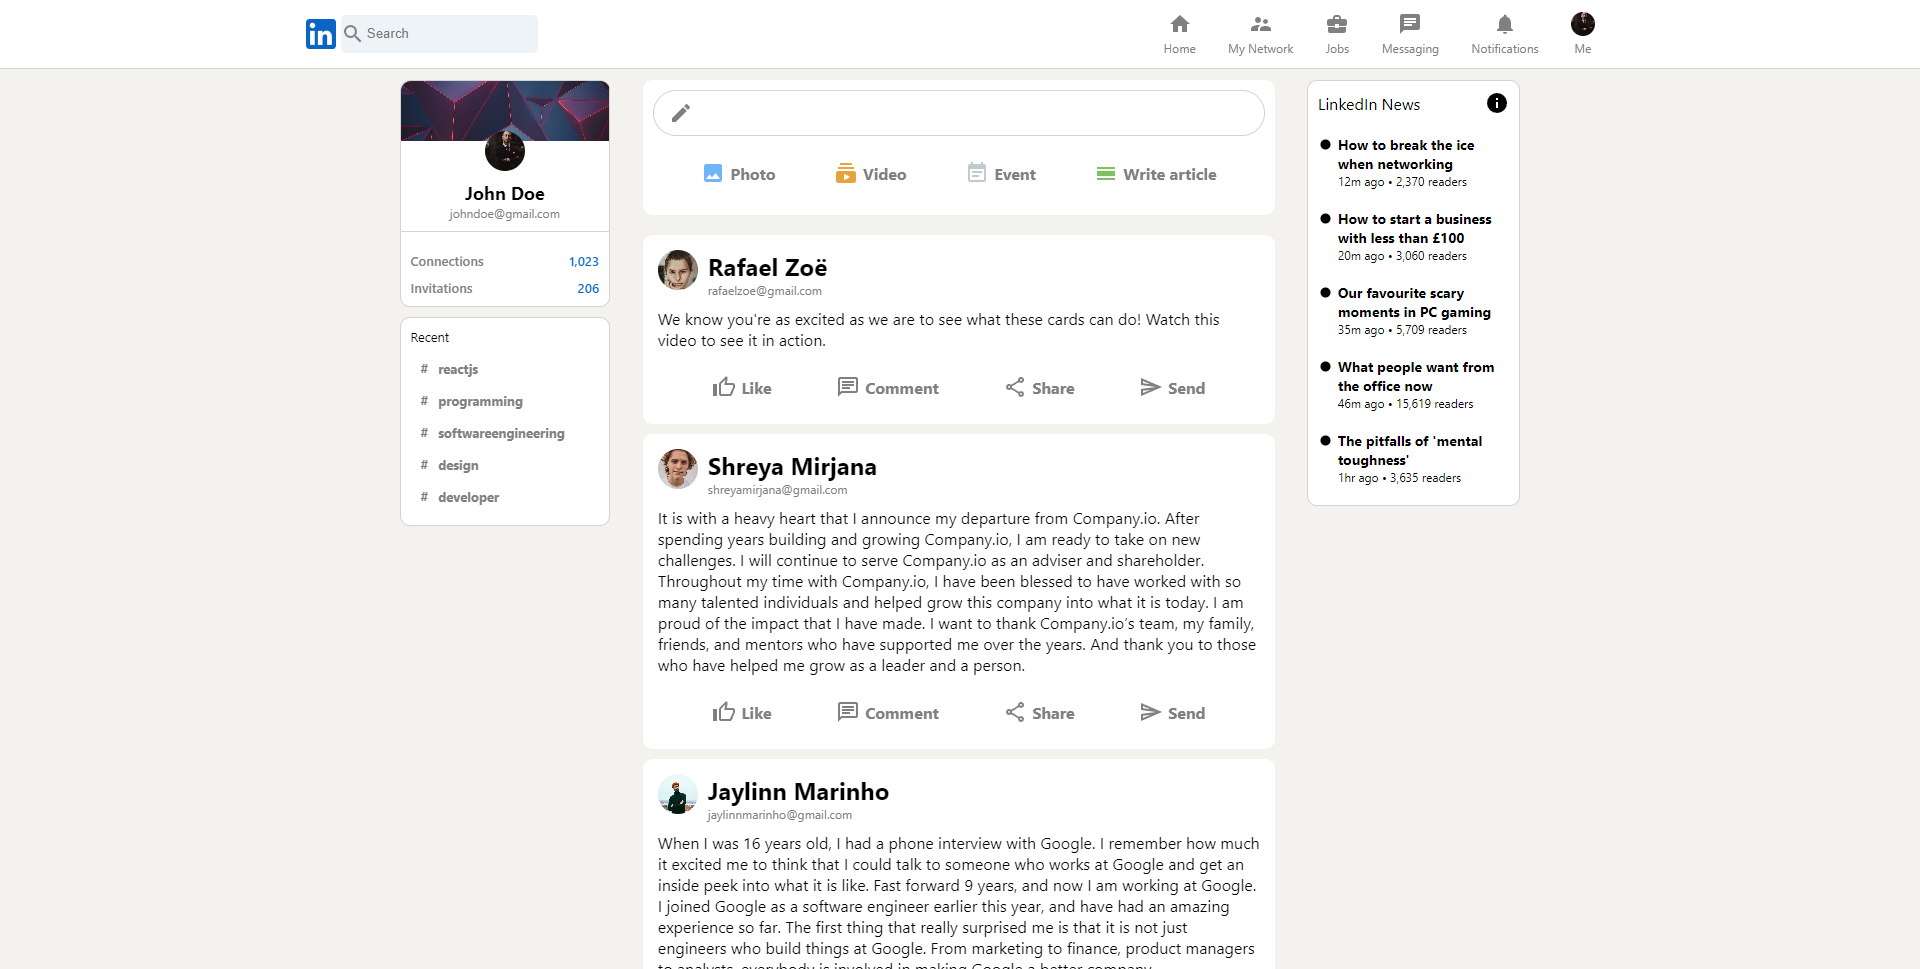 in
Search
Home
My Network
Jobs
Messaging
Notifications
Me
John Doe
johndoe@gmail.com
Connections 1,023
Invitations 206
Recent
# reactjs
# programming
# softwareengineering
# design
# developer
Photo
Video
Event
Write article
Rafael Zoë
rafaelzoe@gmail.com
We know you're as excited as we are to see what these cards can do! Watch this
video to see it in action.
Like
Comment
Share
Send
Shreya Mirjana
shreyamirjana@gmail.com
It is with a heavy heart that I announce my departure from Company.io. After
spending years building and growing Company.io, I am ready to take on new
challenges. I will continue to serve Company.io as an adviser and shareholder.
Throughout my time with Company.io, I have been blessed to have worked with so
many talented individuals and helped grow this company into what it is today. I am
proud of the impact that I have made. I want to thank Company.io's team, my family,
friends, and mentors who have supported me over the years. And thank you to those
who have helped me grow as a leader and a person.
Like
Comment
Share
Send
Jaylinn Marinho
jaylinnmarinho@gmail.com
When I was 16 years old, I had a phone interview with Google. I remember how much
it excited me to think that I could talk to someone who works at Google and get an
inside peek into what it is like. Fast forward 9 years, and now I am working at Google.
I joined Google as a software engineer earlier this year, and have had an amazing
experience so far. The first thing that really surprised me is that it is not just
engineers who build things at Google. From marketing to finance, product managers
to analysts, everybody is involved in making Google a better company.
LinkedIn News
How to break the ice
when networking
12m ago • 2,370 readers
How to start a business
with less than £100
20m ago • 3,060 readers
Our favourite scary
moments in PC gaming
35m ago • 5,709 readers
What people want from
the office now
46m ago • 15,619 readers
The pitfalls of 'mental
toughness'
1hr ago • 3,635 readers